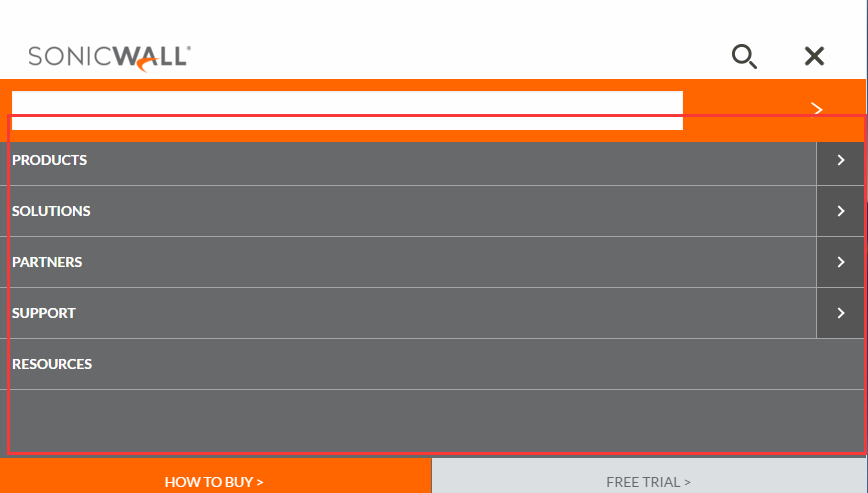 SONICWALL®
PRODUCTS
SOLUTIONS
PARTNERS
SUPPORT
RESOURCES
HOW TO BUY >
FREE TRIAL >